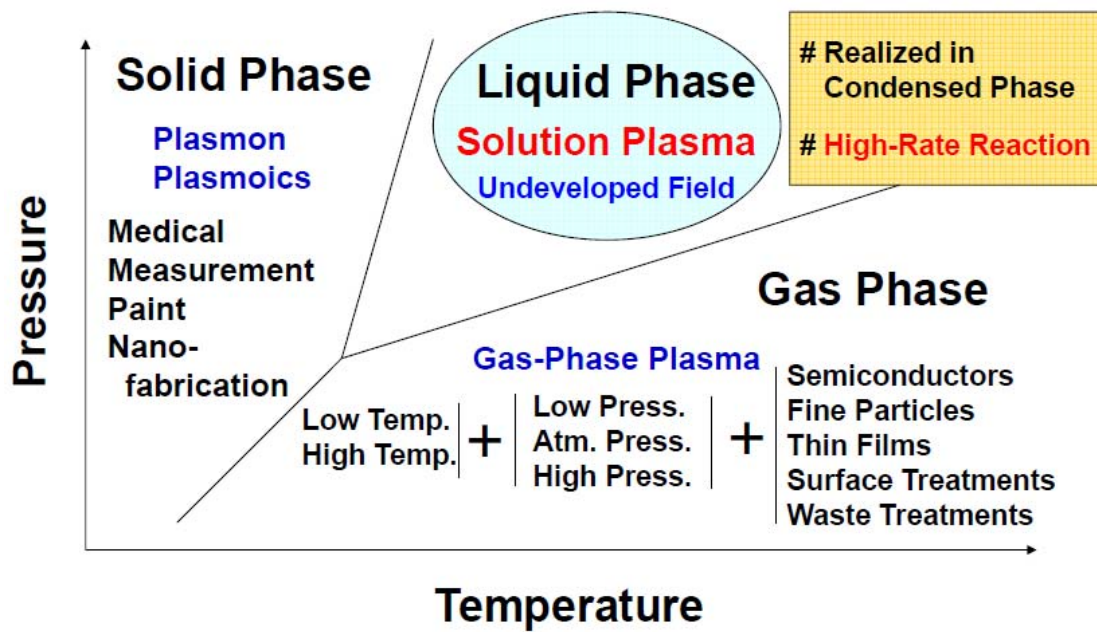 Solid Phase
Plasmon
Plasmoics
Medical
Measurement
Paint
Nano-
fabrication
Liquid Phase
Solution Plasma
Undeveloped Field
# Realized in
Condensed Phase
# High-Rate Reaction
Gas Phase
Gas-Phase Plasma
Low Temp.
High Temp.
+
Low Press.
Atm. Press.
High Press.
+
Semiconductors
Fine Particles
Thin Films
Surface Treatments
Waste Treatments
Pressure
Temperature